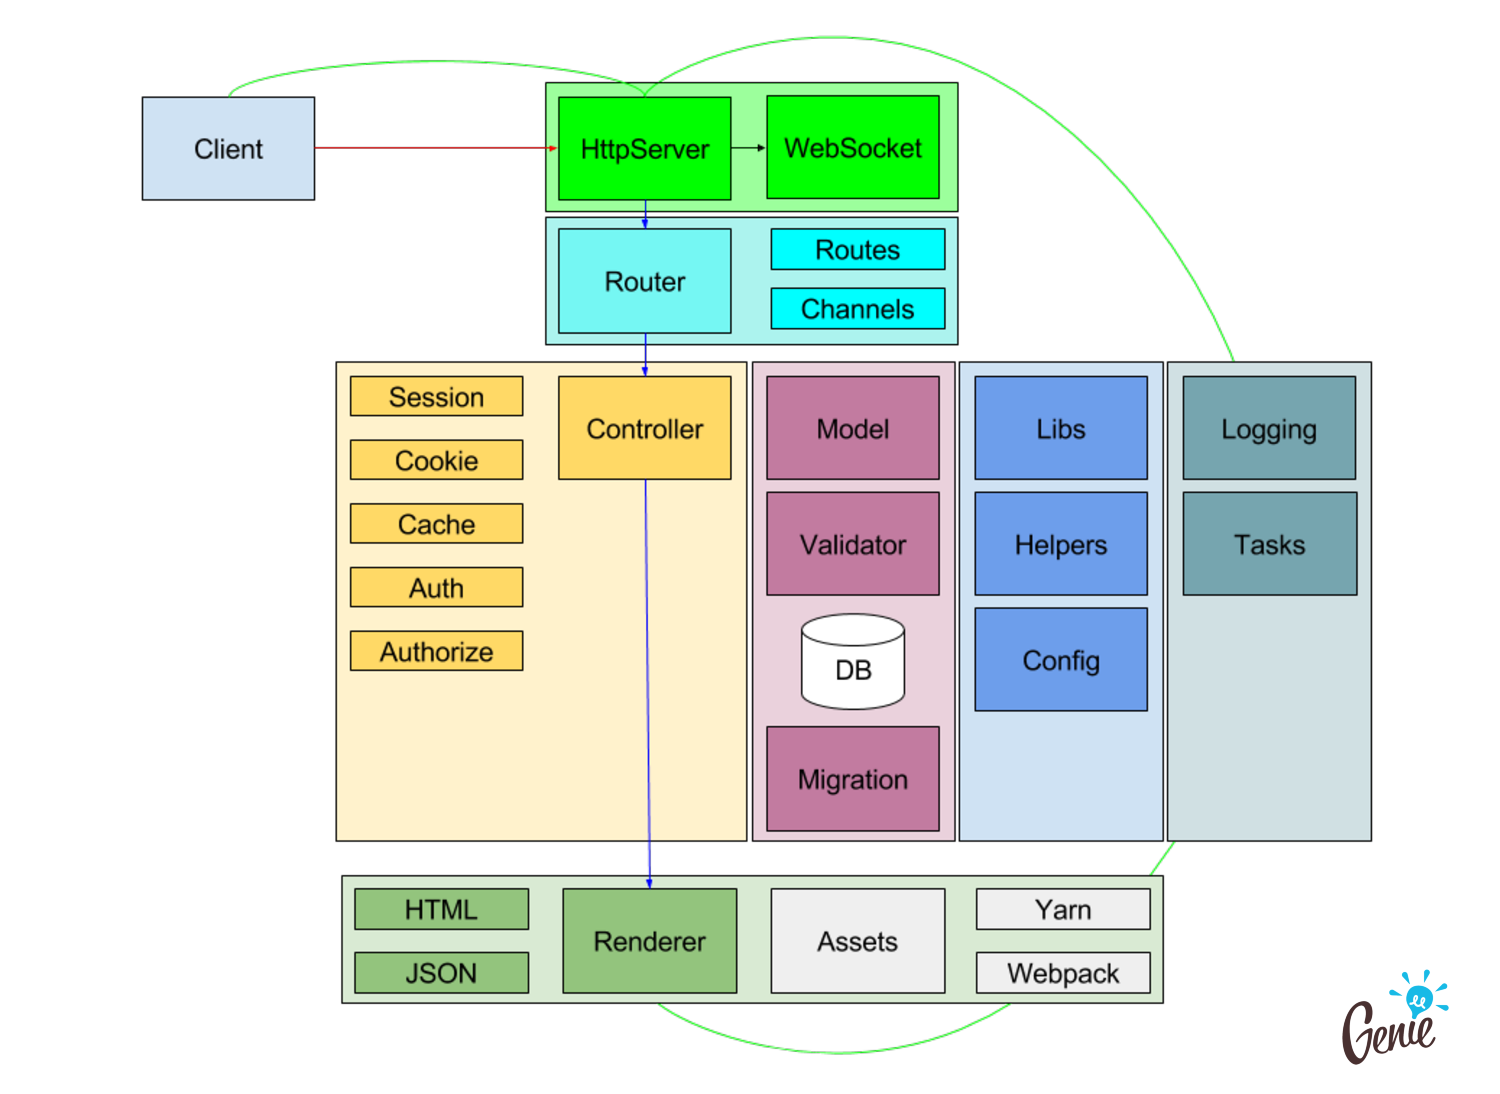 Client
HttpServer
WebSocket
Router
Routes
Channels
Session
Cookie
Cache
Auth
Authorize
Controller
Model
Validator
DB
Migration
Libs
Helpers
Config
Logging
Tasks
HTML
JSON
Renderer
Assets
Yarn
Webpack
Genie